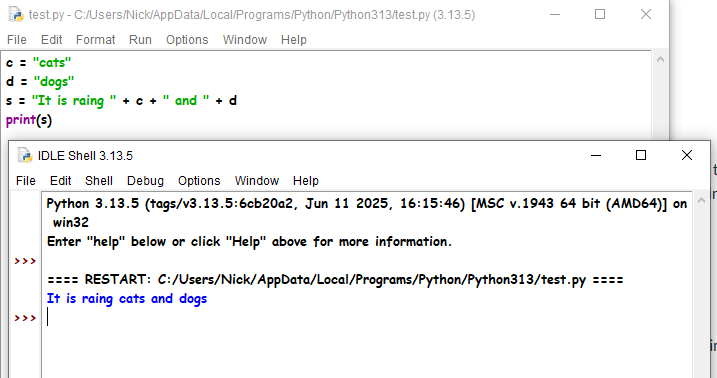 test.py - C:/Users/Nick/AppData/Local/Programs/Python/Python313/test.py (3.13.5)
File Edit Format Run Options Window Help
c = "cats"
d = "dogs"
s = "It is raing " + c + " and " + d
print(s)
IDLE Shell 3.13.5
File Edit Shell Debug Options Window Help
Python 3.13.5 (tags/v3.13.5:6cb20a2, Jun 11 2025, 16:15:46) [MSC v.1943 64 bit (AMD64)] on
win32
Enter "help" below or click "Help" above for more information.
>>>
==== RESTART: C:/Users/Nick/AppData/Local/Programs/Python/Python313/test.py ====
It is raing cats and dogs
>>>